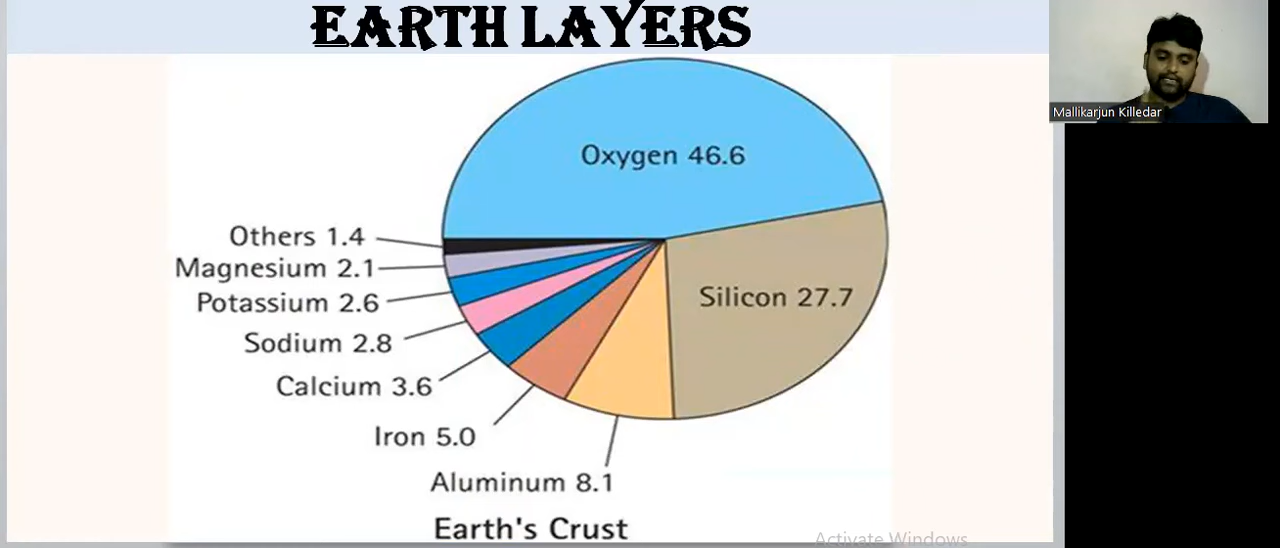 EARTH LAYERS
Mallikarjun Killedar
Oxygen 46.6
Others 1.4
Magnesium 2.1
Silicon 27.7
Potassium 2.6
Sodium 2.8
Calcium 3.6
Iron 5.0
Aluminum 8.1
Earth's Crust
Activate Windows